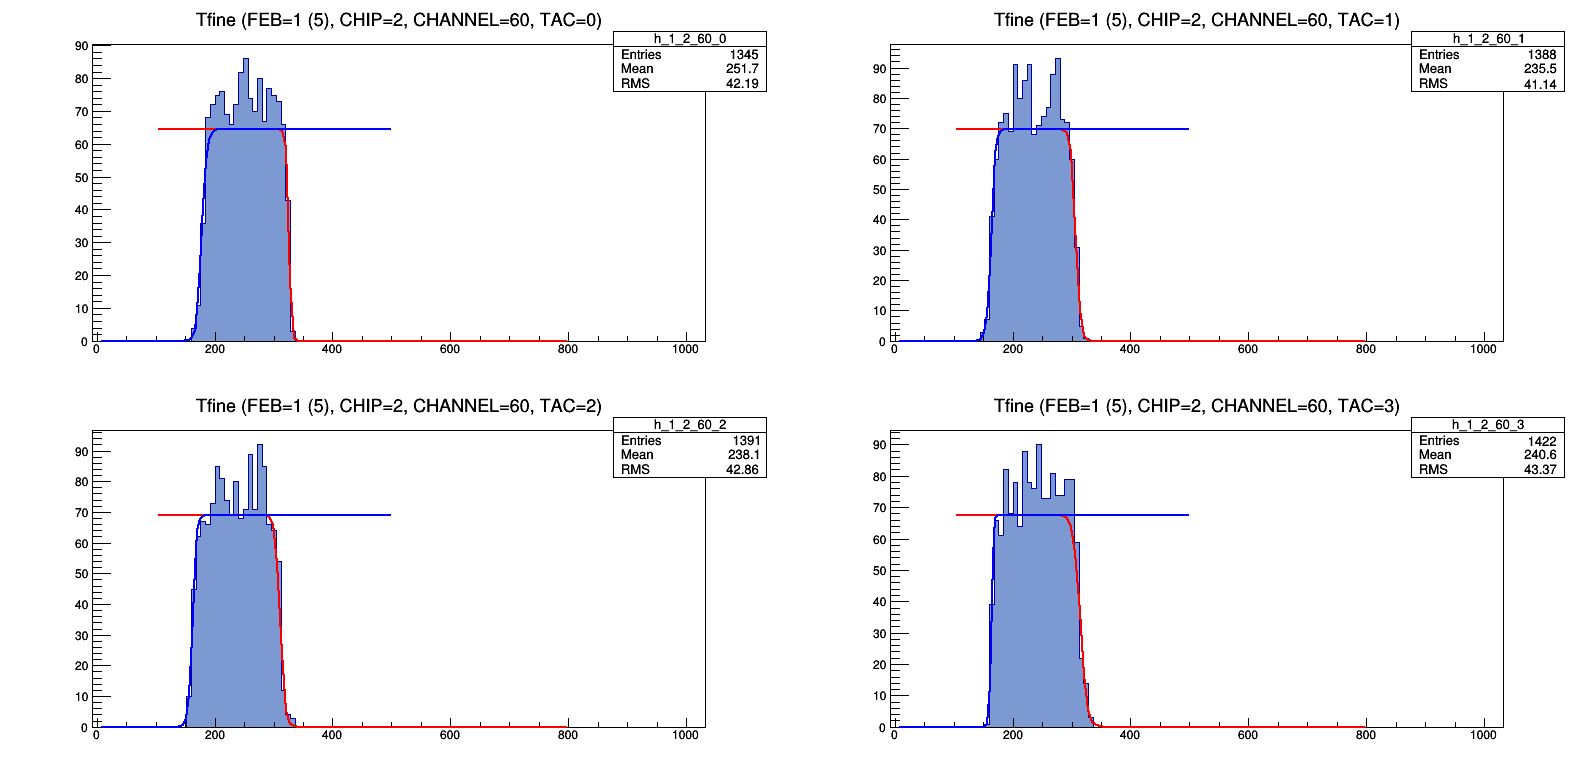 Tfine (FEB=1 (5), CHIP=2, CHANNEL=60, TAC=0)
h_1_2_60_0
Entries 1345
Mean 251.7
RMS 42.19
90
80
70
60
50
40
30
20
10
0
0 200 400 600 800 1000
Tfine (FEB=1 (5), CHIP=2, CHANNEL=60, TAC=1)
h_1_2_60_1
Entries 1388
Mean 235.5
RMS 41.14
90
80
70
60
50
40
30
20
10
0
0 200 400 600 800 1000
Tfine (FEB=1 (5), CHIP=2, CHANNEL=60, TAC=2)
h_1_2_60_2
Entries 1391
Mean 238.1
RMS 42.86
90
80
70
60
50
40
30
20
10
0
0 200 400 600 800 1000
Tfine (FEB=1 (5), CHIP=2, CHANNEL=60, TAC=3)
h_1_2_60_3
Entries 1422
Mean 240.6
RMS 43.37
90
80
70
60
50
40
30
20
10
0
0 200 400 600 800 1000